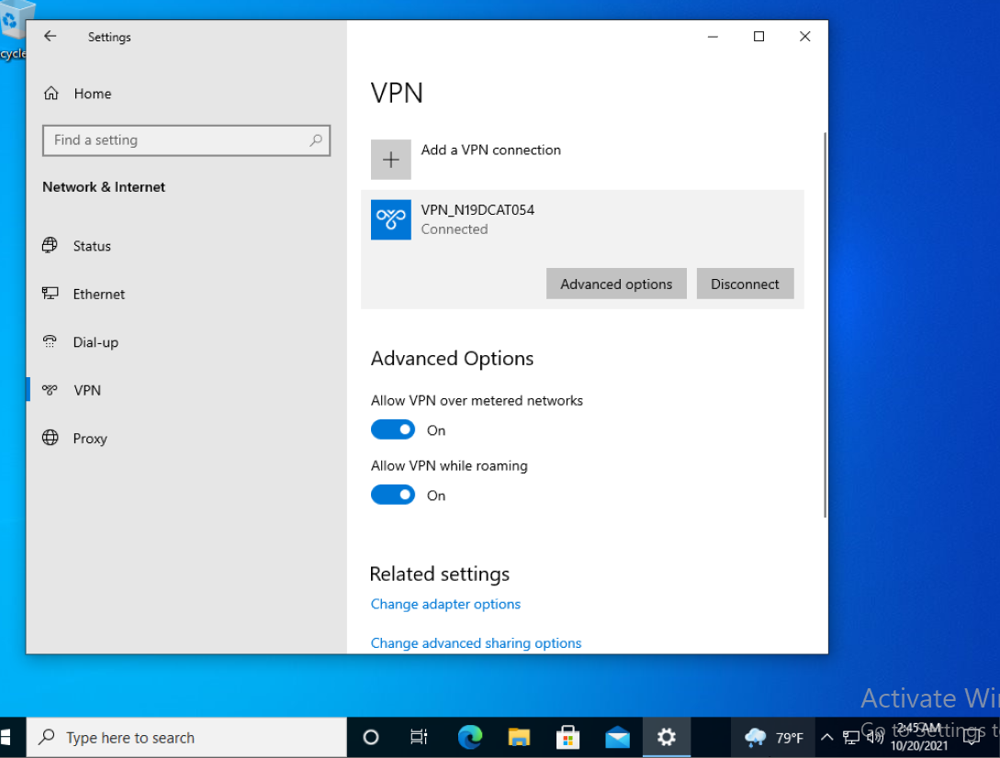 cycle
Settings
Home
Find a setting
Network & Internet
Status
Ethernet
Dial-up
VPN
Proxy
VPN
Add a VPN connection
VPN_N19DCAT054
Connected
Advanced options
Disconnect
Advanced Options
Allow VPN over metered networks
On
Allow VPN while roaming
On
Related settings
Change adapter options
Change advanced sharing options
Activate Wi
Go to Settings t
Type here to search
79°F
2:45 AM
10/20/2021